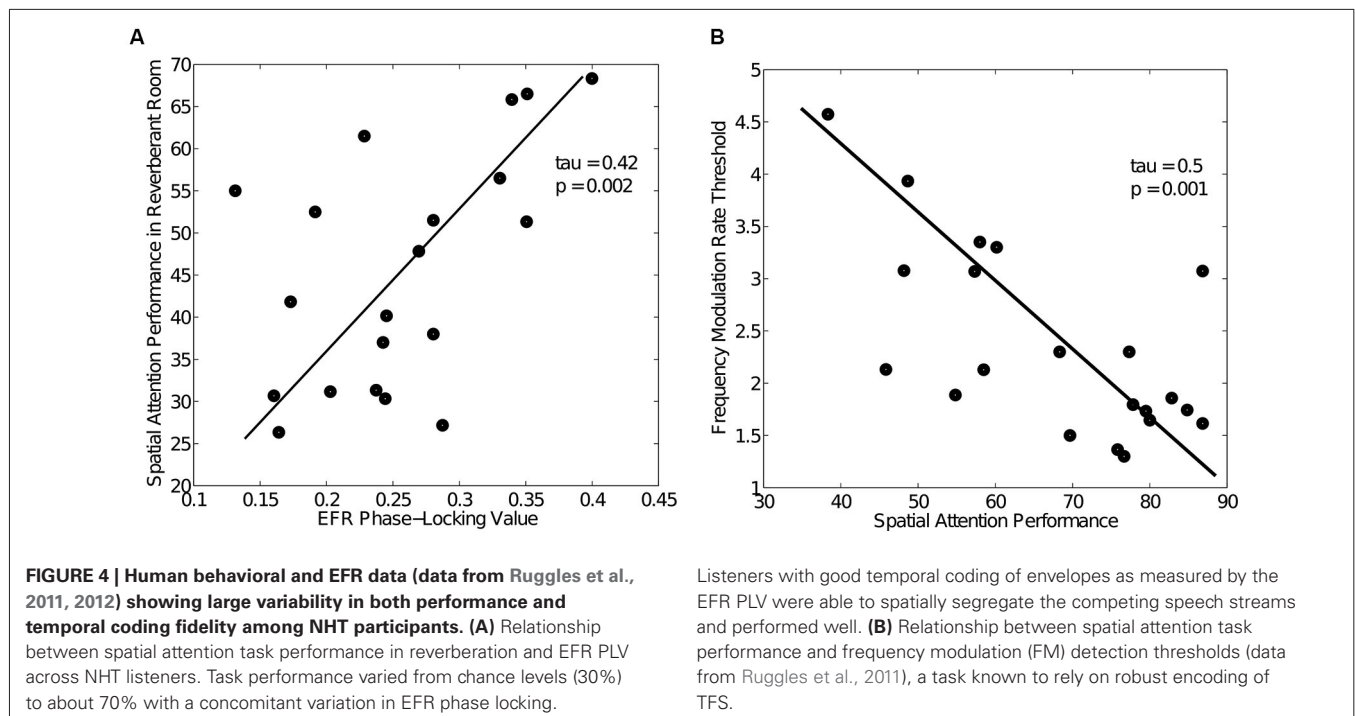 A
Spatial Attention Performance in Reverberant Room
70
65
60
55
50
45
40
35
30
25
20
0.1
0.15
0.2
0.25
0.3
0.35
0.4
0.45
EFR Phase−Locking Value
tau = 0.42
p = 0.002
B
Frequency Modulation Rate Threshold
5
4.5
4
3.5
3
2.5
2
1.5
1
30
40
50
60
70
80
90
Spatial Attention Performance
tau = 0.5
p = 0.001
FIGURE 4 | Human behavioral and EFR data (data from Ruggles et al.,
2011, 2012) showing large variability in both performance and
temporal coding fidelity among NHT participants. (A) Relationship
between spatial attention task performance in reverberation and EFR PLV
across NHT listeners. Task performance varied from chance levels (30%)
to about 70% with a concomitant variation in EFR phase locking.
Listeners with good temporal coding of envelopes as measured by the
EFR PLV were able to spatially segregate the competing speech streams
and performed well. (B) Relationship between spatial attention task
performance and frequency modulation (FM) detection thresholds (data
from Ruggles et al., 2011), a task known to rely on robust encoding of
TFS.